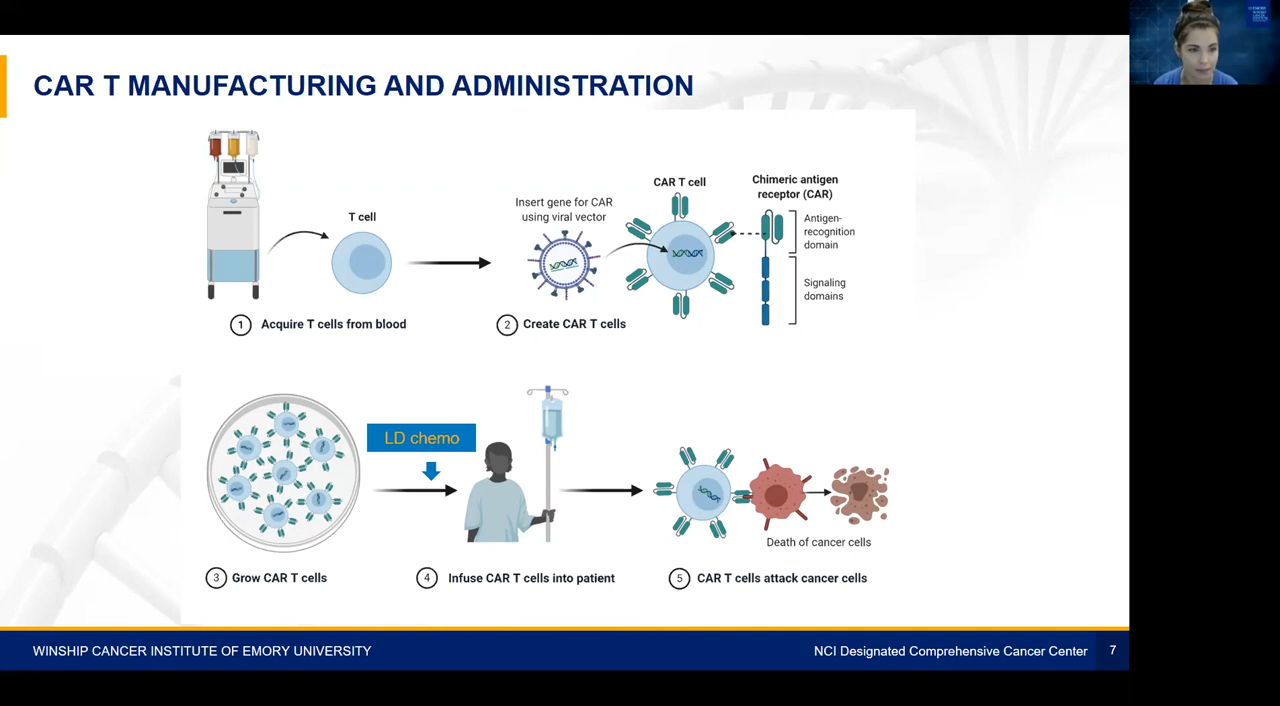 CAR T MANUFACTURING AND ADMINISTRATION
T cell
1 Acquire T cells from blood
Insert gene for CAR
using viral vector
CAR T cell
2 Create CAR T cells
Chimeric antigen
receptor (CAR)
Antigen-
recognition
domain
Signaling
domains
3 Grow CAR T cells
LD chemo
4 Infuse CAR T cells into patient
Death of cancer cells
5 CAR T cells attack cancer cells
WINSHIP CANCER INSTITUTE OF EMORY UNIVERSITY
NCI Designated Comprehensive Cancer Center 7